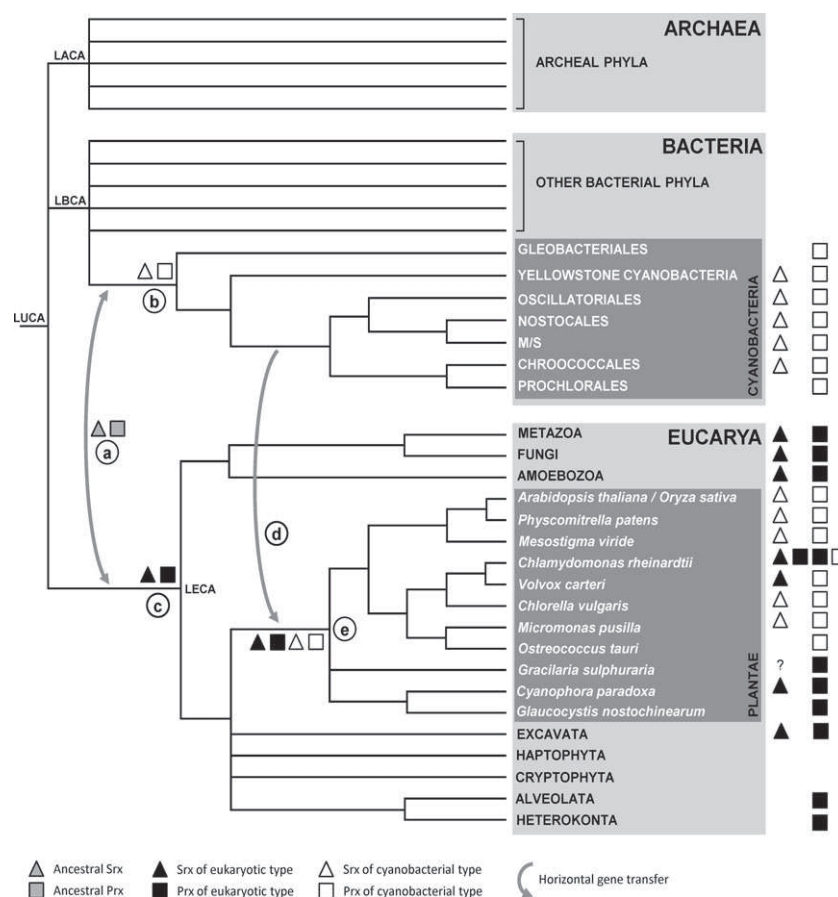 ARCHAEA
LACA
ARCHEAL PHYLA
BACTERIA
LBCA
OTHER BACTERIAL PHYLA
GLEOBACTERIALES
YELLOWSTONE CYANOBACTERIA
b
OSCILLATORIALES
LUCA
NOSTOCALES
M/S
CHROOCOCCALES
PROCHLORALES
CYANOBACTERIA
METAZOA
EUCARYA
a
FUNGI
AMOEBOZOA
Arabidopsis thaliana / Oryza sativa
Physcomitrella patens
d
Mesostigma viride
Chlamydomonas rheinardtii
LECA
Volvox carteri
c
Chlorella vulgaris
e
Micromonas pusilla
Ostreococcus tauri
Gracilaria sulphuraria
?
Cyanophora paradoxa
Glaucocystis nostochinearum
PLANTAE
EXCAVATA
HAPTOPHYTA
CRYPTOPHYTA
ALVEOLATA
HETEROKONTA
Ancestral Srx
Srx of eukaryotic type
Srx of cyanobacterial type
Horizontal gene transfer
Ancestral Prx
Prx of eukaryotic type
Prx of cyanobacterial type